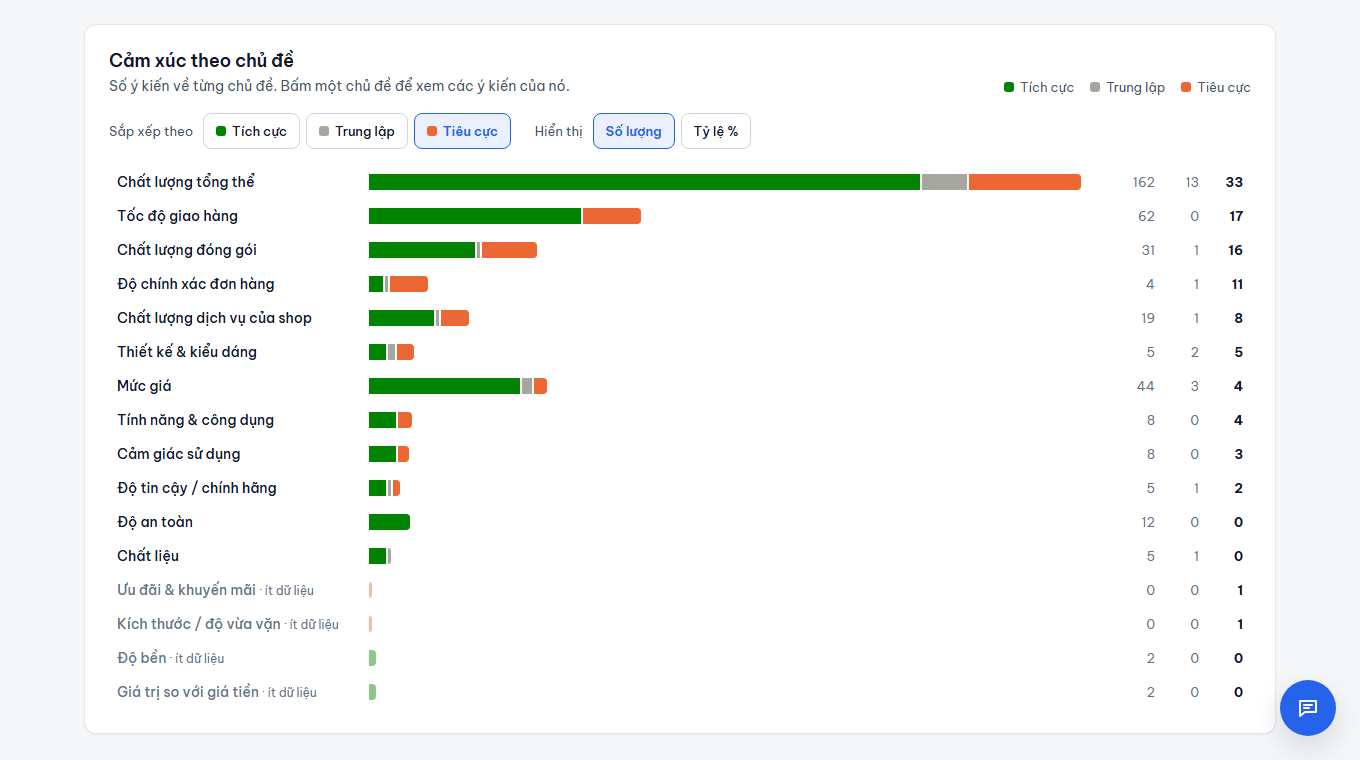 Cảm xúc theo chủ đề
Số ý kiến về từng chủ đề. Bấm một chủ đề để xem các ý kiến của nó.
Tích cực Trung lập Tiêu cực
Sắp xếp theo Tích cực Trung lập Tiêu cực Hiển thị Số lượng Tỷ lệ %
Chất lượng tổng thể 162 13 33
Tốc độ giao hàng 62 0 17
Chất lượng đóng gói 31 1 16
Độ chính xác đơn hàng 4 1 11
Chất lượng dịch vụ của shop 19 1 8
Thiết kế & kiểu dáng 5 2 5
Mức giá 44 3 4
Tính năng & công dụng 8 0 4
Cảm giác sử dụng 8 0 3
Độ tin cậy / chính hãng 5 1 2
Độ an toàn 12 0 0
Chất liệu 5 1 0
Ưu đãi & khuyến mãi · ít dữ liệu 0 0 1
Kích thước / độ vừa vặn · ít dữ liệu 0 0 1
Độ bền · ít dữ liệu 2 0 0
Giá trị so với giá tiền · ít dữ liệu 2 0 0